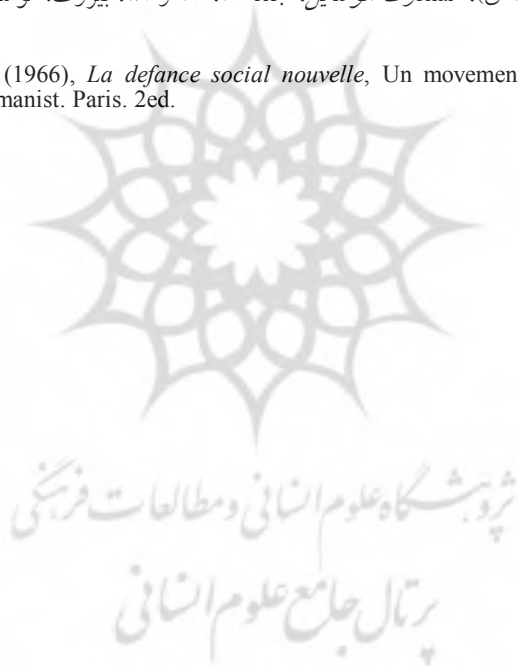 بیروت،
(1966), La defance social nouvelle, Un movemen
manist. Paris. 2ed.
پژوهشگاه علوم انسانی و مطالعات فرهنگی
پرتال جامع علوم انسانی